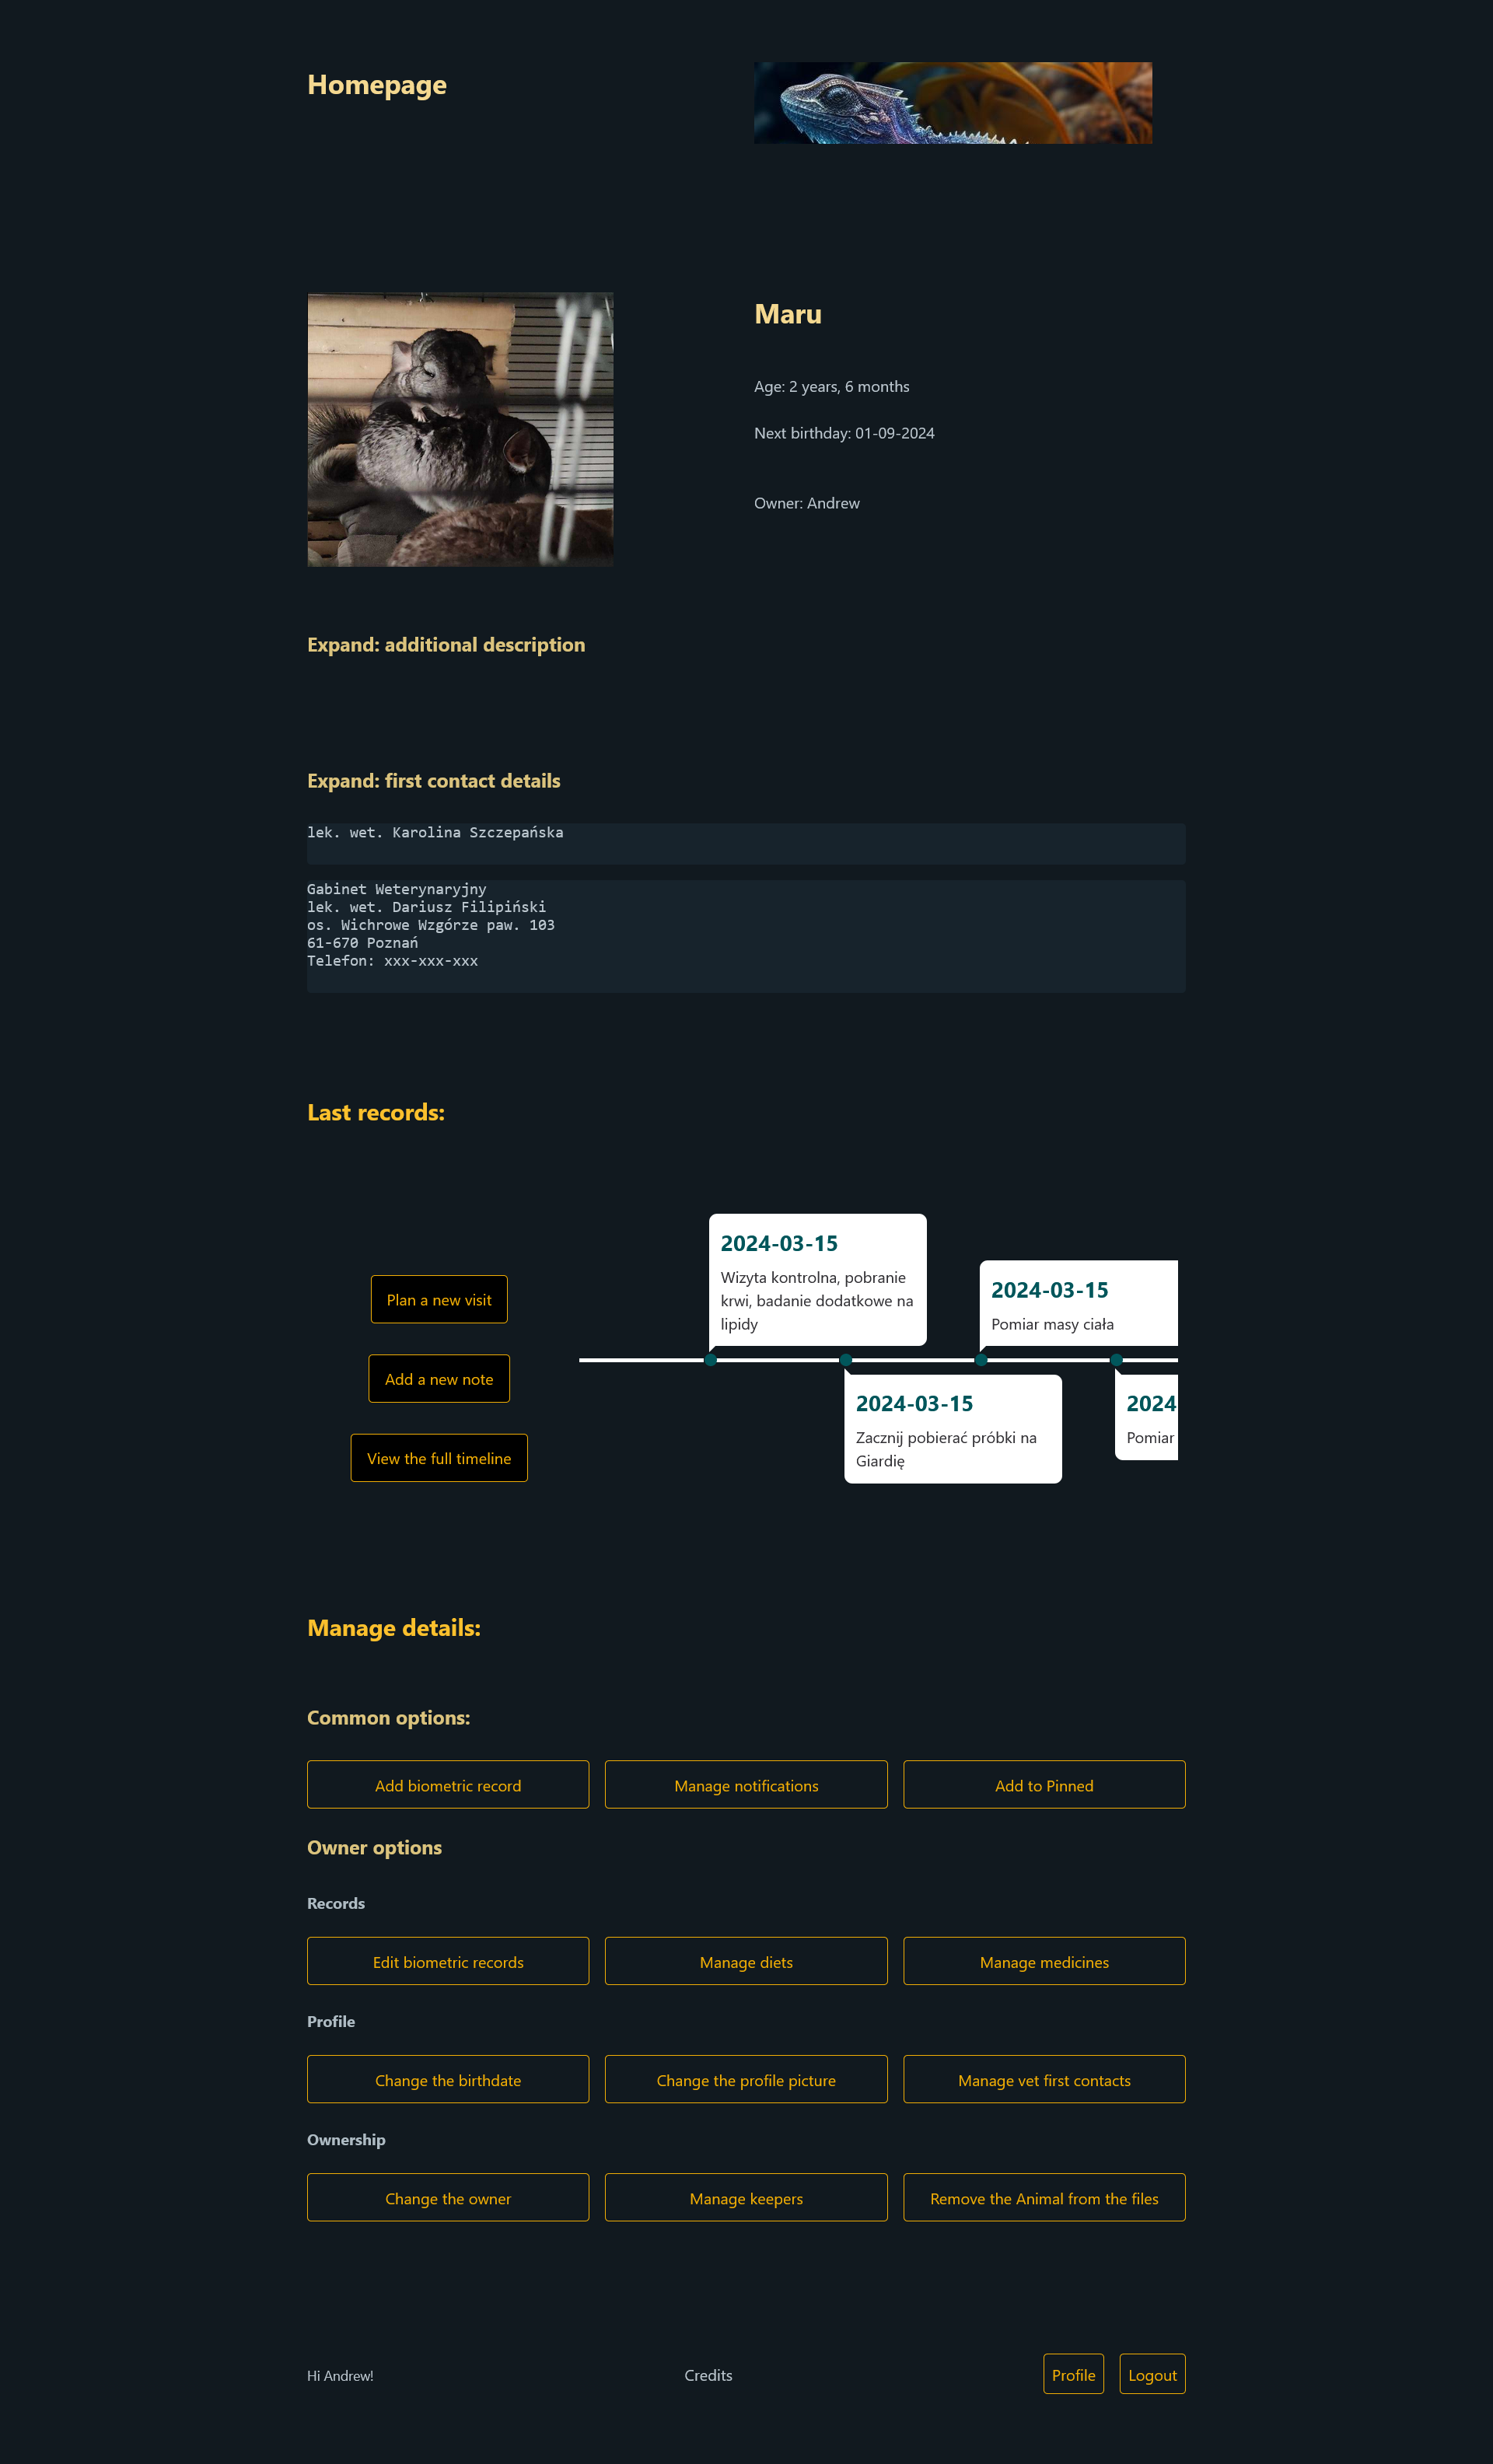 Homepage
Maru
Age: 2 years, 6 months
Next birthday: 01-09-2024
Owner: Andrew
Expand: additional description
Expand: first contact details
lek. wet. Karolina Szczepańska
Gabinet Weterynaryjny
lek. wet. Dariusz Filipiński
os. Wichrowe Wzgórze paw. 103
61-670 Poznań
Telefon: xxx-xxx-xxx
Last records:
Plan a new visit
Add a new note
View the full timeline
2024-03-15
Wizyta kontrolna, pobranie
krwi, badanie dodatkowe na
lipidy
2024-03-15
Zacznij pobierać próbki na
Giardię
2024-03-15
Pomiar masy ciała
2024
Pomiar
Manage details:
Common options:
Add biometric record
Manage notifications
Add to Pinned
Owner options
Records
Edit biometric records
Manage diets
Manage medicines
Profile
Change the birthdate
Change the profile picture
Manage vet first contacts
Ownership
Change the owner
Manage keepers
Remove the Animal from the files
Hi Andrew!
Credits
Profile
Logout